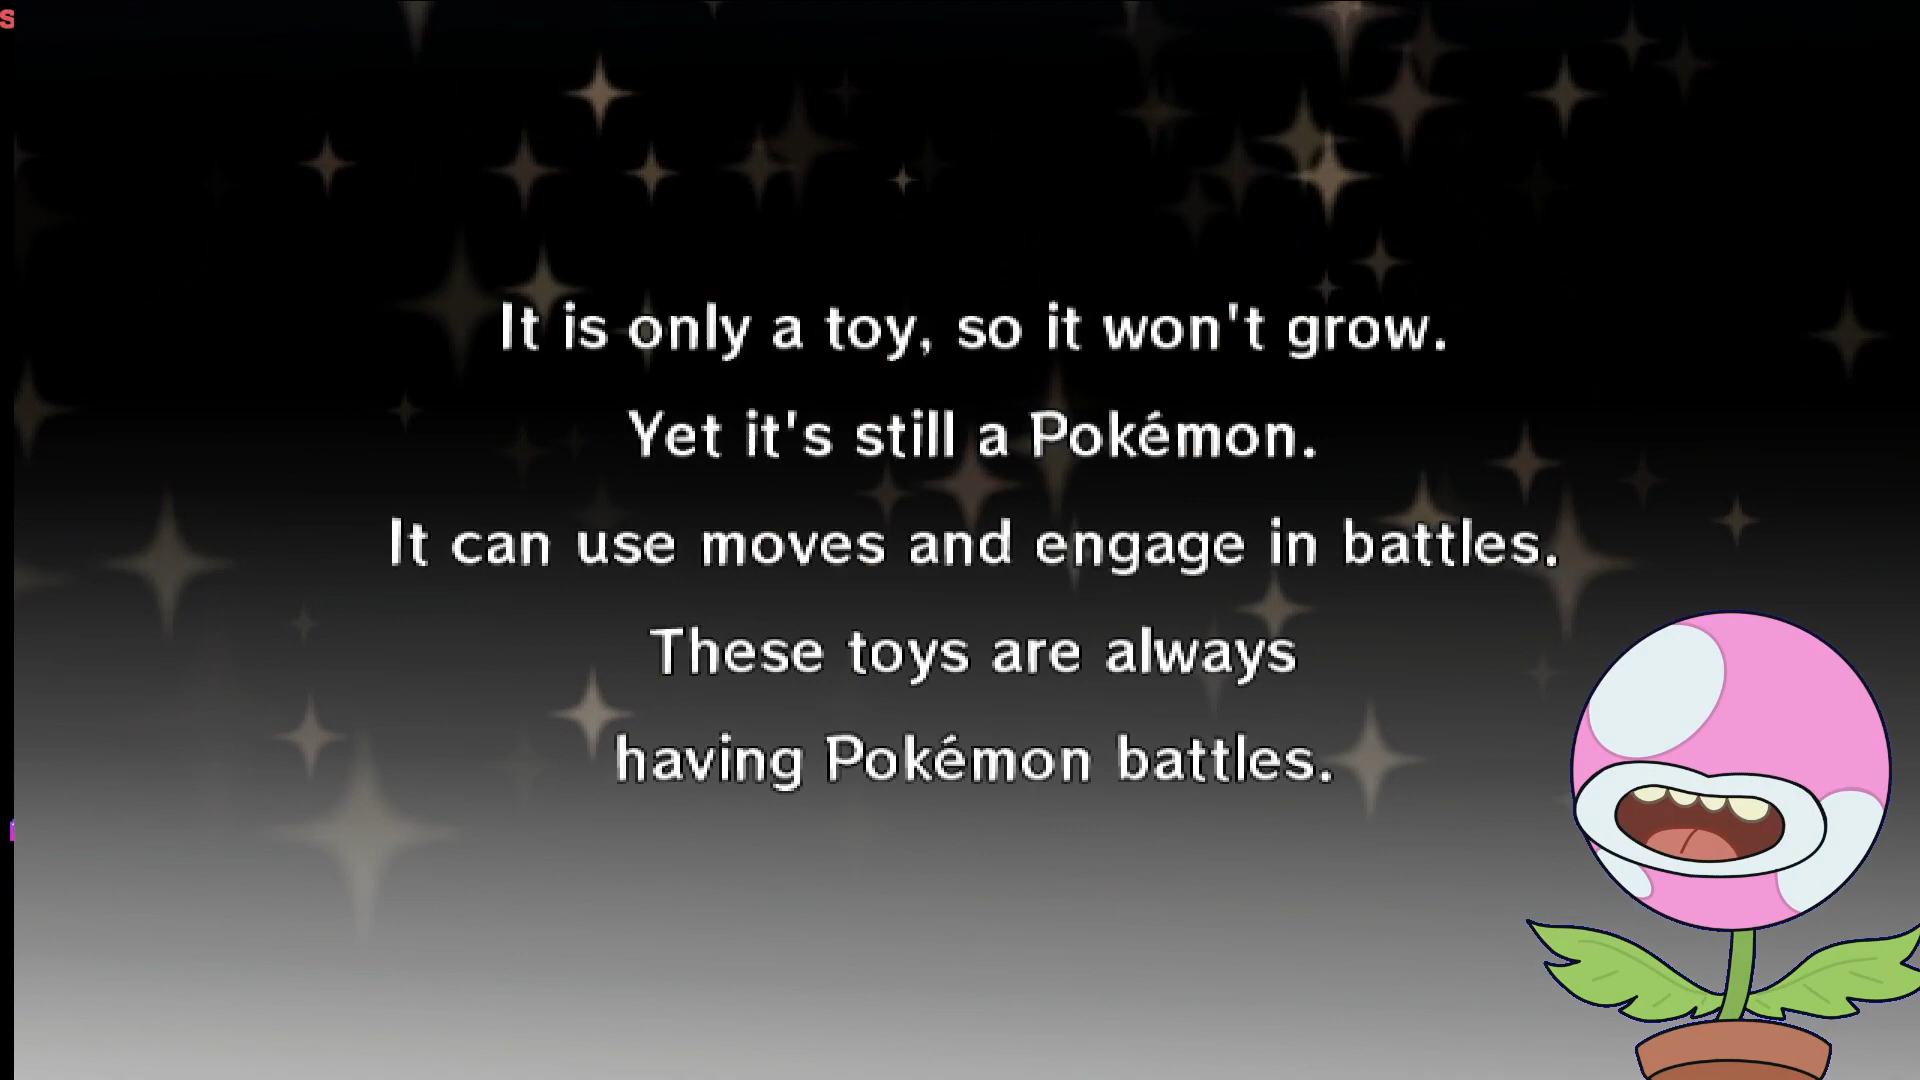 It is only a toy, so it won't grow.
Yet it's still a Pokémon.
It can use moves and engage in battles.
These toys are always
having Pokémon battles.